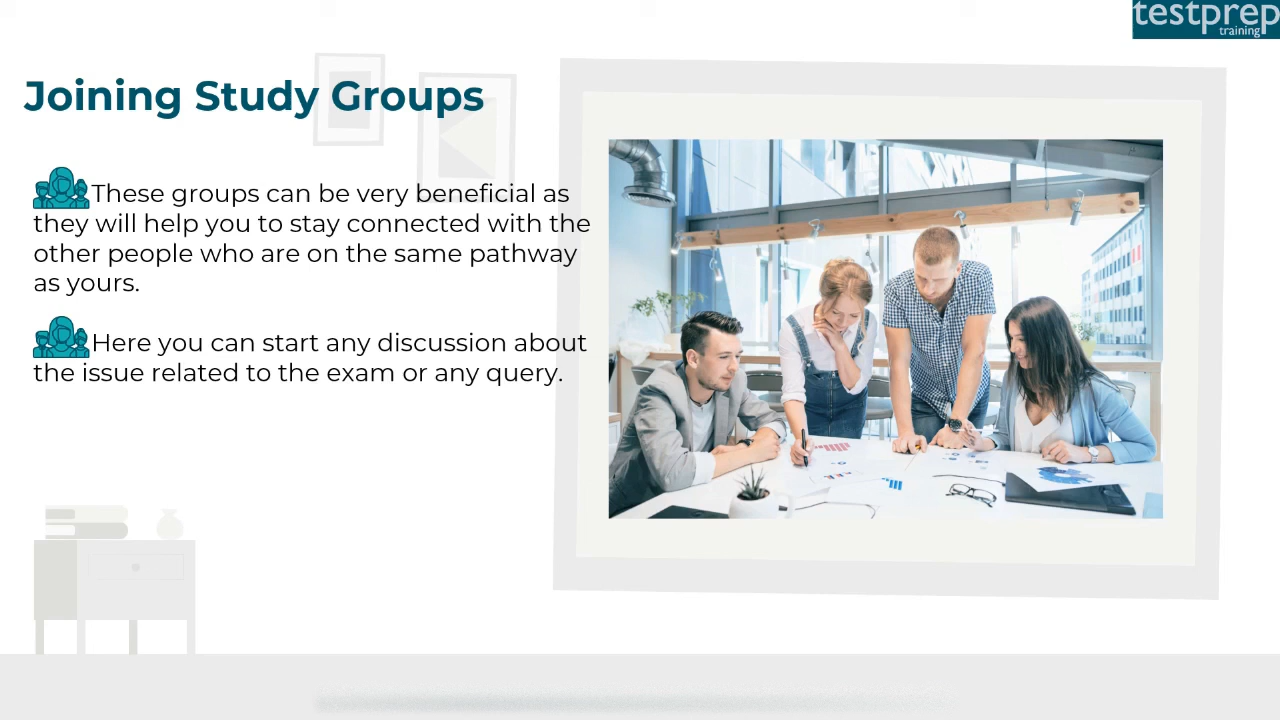 testprep
training
Joining Study Groups
These groups can be very beneficial as
they will help you to stay connected with the
other people who are on the same pathway
as yours.
Here you can start any discussion about
the issue related to the exam or any query.